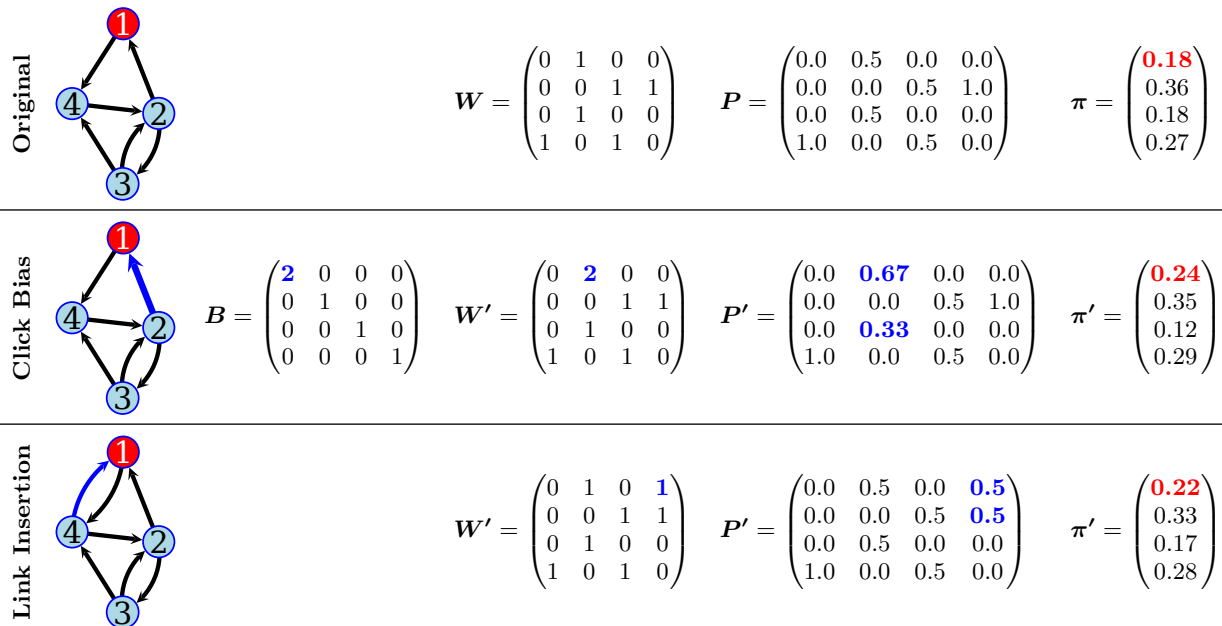 Original
1
4
2
3
W = (0 1 0 0
0 0 1 1
0 1 0 0
1 0 1 0)
P = (0.0 0.5 0.0 0.0
0.0 0.0 0.5 1.0
0.0 0.5 0.0 0.0
1.0 0.0 0.5 0.0)
π = (0.18
0.36
0.18
0.27)
Click Bias
1
4
2
3
B = (2 0 0 0
0 1 0 0
0 0 1 0
0 0 0 1)
W′ = (0 2 0 0
0 0 1 1
0 1 0 0
1 0 1 0)
P′ = (0.0 0.67 0.0 0.0
0.0 0.0 0.5 1.0
0.0 0.33 0.0 0.0
1.0 0.0 0.5 0.0)
π′ = (0.24
0.35
0.12
0.29)
Link Insertion
1
4
2
3
W′ = (0 1 0 1
0 0 1 1
0 1 0 0
1 0 1 0)
P′ = (0.0 0.5 0.0 0.5
0.0 0.0 0.5 0.5
0.0 0.5 0.0 0.0
1.0 0.0 0.5 0.0)
π′ = (0.22
0.33
0.17
0.28)